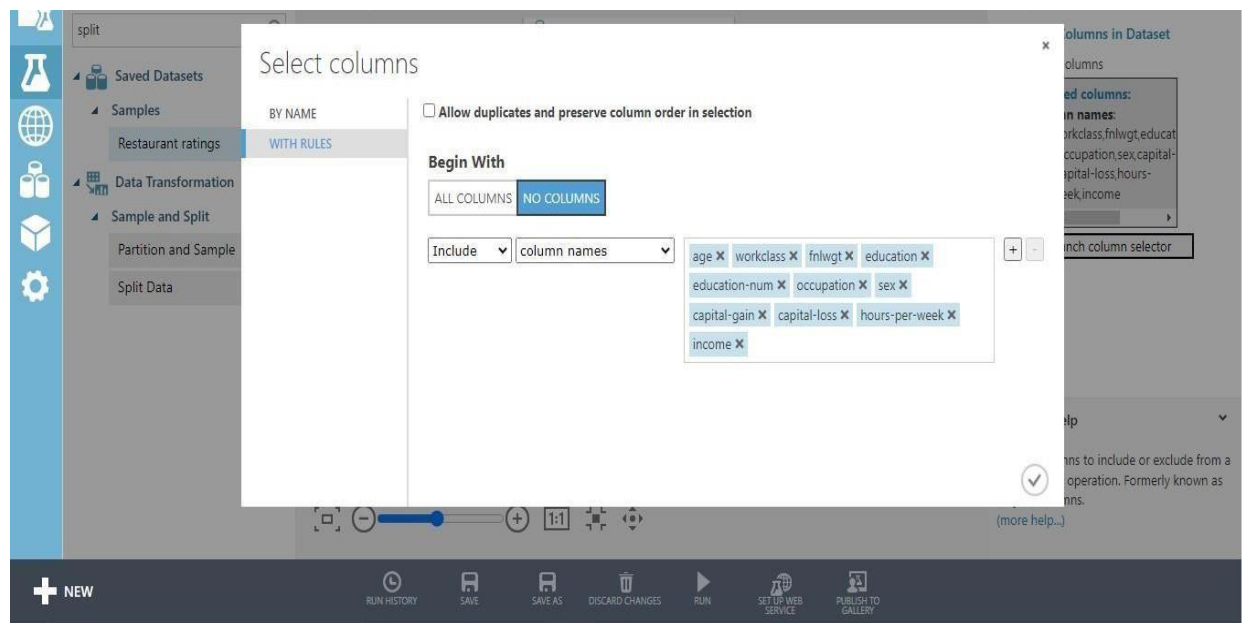 split
Saved Datasets
Samples
Restaurant ratings
Data Transformation
Sample and Split
Partition and Sample
Split Data
Select columns
x
BY NAME
WITH RULES
Allow duplicates and preserve column order in selection
Begin With
ALL COLUMNS NO COLUMNS
Include column names
age workclass fnlwgt education
education-num occupation sex
capital-gain capital-loss hours-per-week
income
+ -
olumns in Dataset
olumns
ed columns:
n names:
orkclass,fnlwgt,educat
ccupation,sex,capital-
apital-loss,hours-
eek,income
nch column selector
elp
nns to include or exclude from a
operation. Formerly known as
mns.
(more help...)
1:1
NEW
RUN HISTORY
SAVE
SAVE AS
DISCARD CHANGES
RUN
SET UP WEB
SERVICE
PUBLISH TO
GALLERY